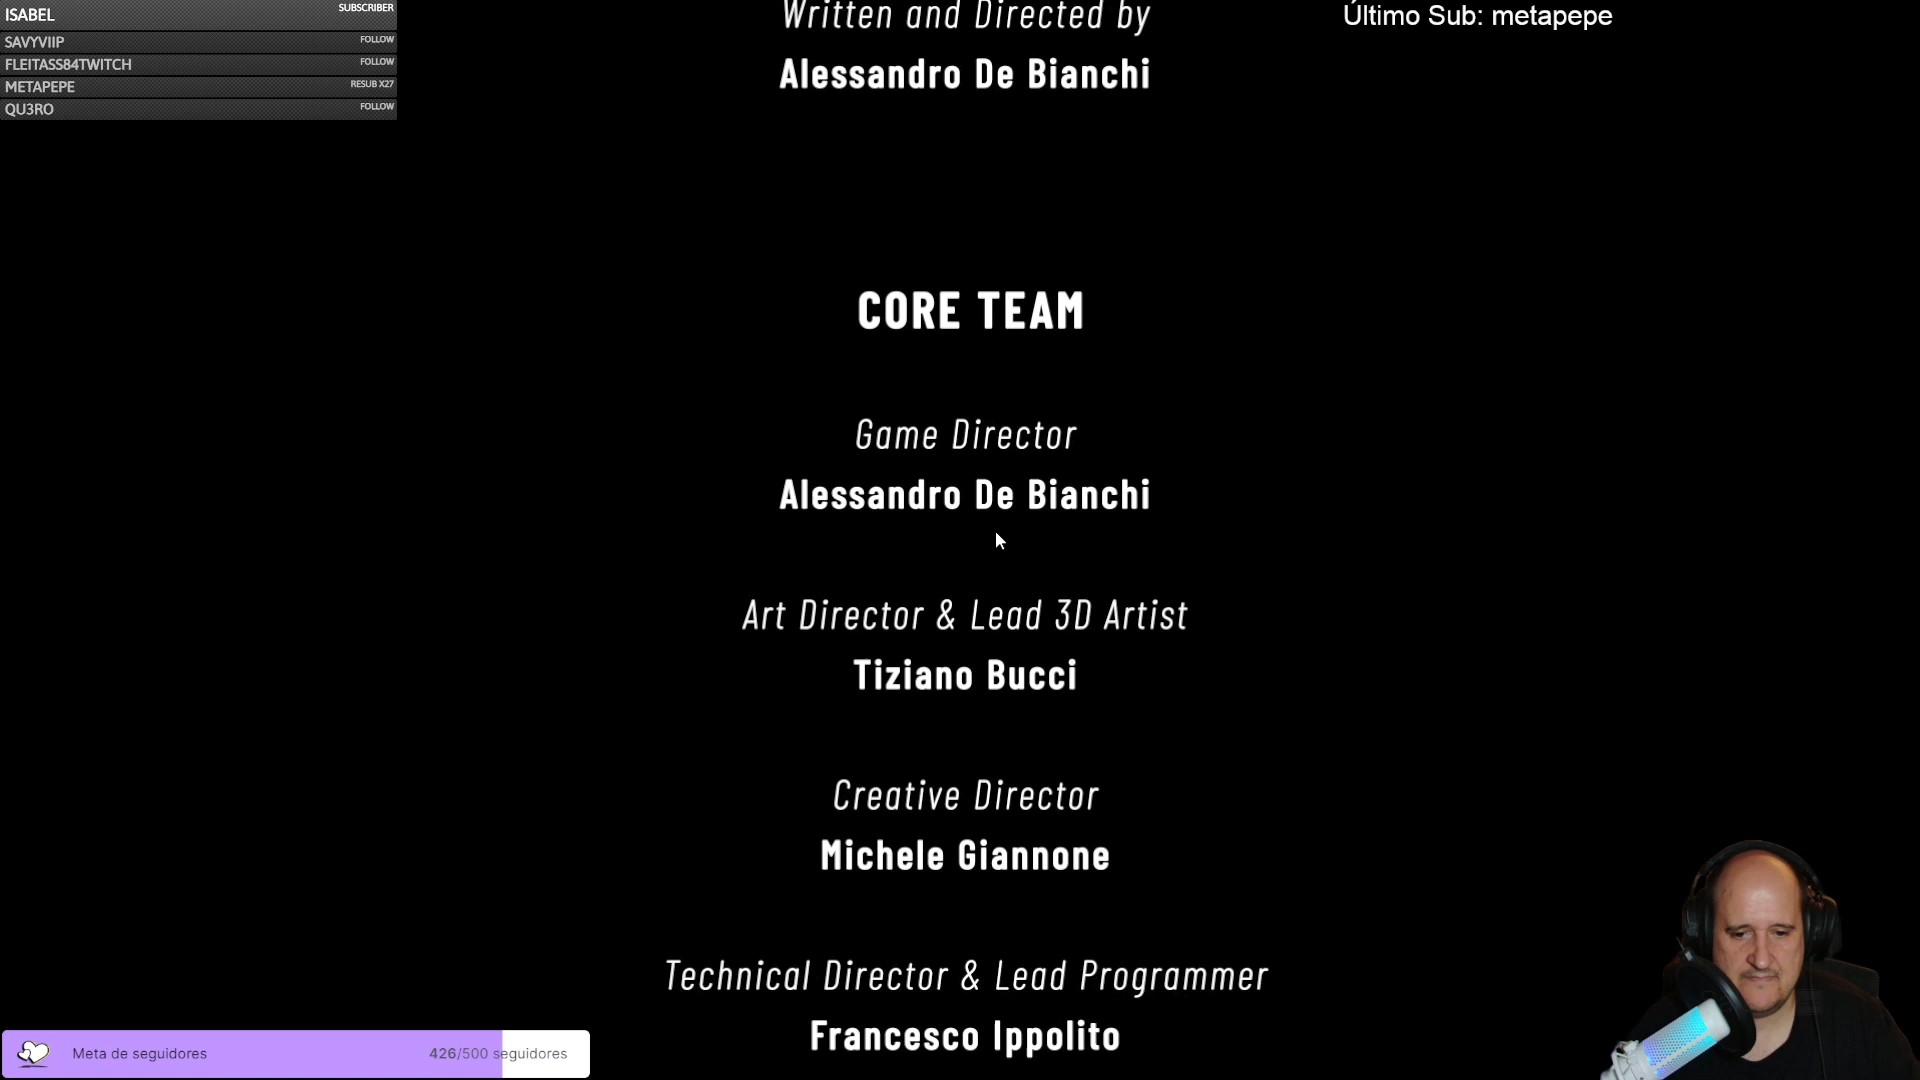 ISABEL SUBSCRIBER
SAVYVIIP FOLLOW
FLEITASS84TWITCH FOLLOW
METAPEPE RESUB X27
QU3RO FOLLOW
Último Sub: metapepe
Written and Directed by
Alessandro De Bianchi
CORE TEAM
Game Director
Alessandro De Bianchi
Art Director & Lead 3D Artist
Tiziano Bucci
Creative Director
Michele Giannone
Technical Director & Lead Programmer
Francesco Ippolito
Meta de seguidores 426/500 seguidores